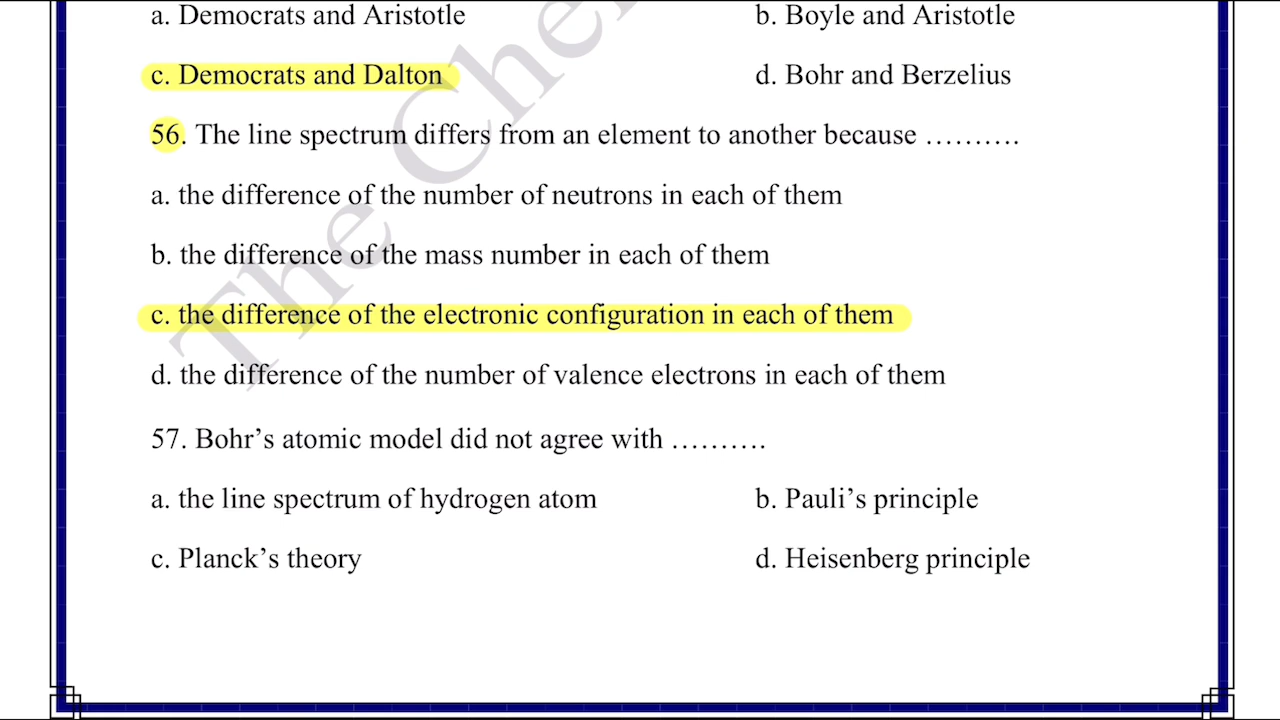 a. Democrats and Aristotle b. Boyle and Aristotle
c. Democrats and Dalton d. Bohr and Berzelius
56. The line spectrum differs from an element to another because ……….
a. the difference of the number of neutrons in each of them
b. the difference of the mass number in each of them
c. the difference of the electronic configuration in each of them
d. the difference of the number of valence electrons in each of them
57. Bohr’s atomic model did not agree with ……….
a. the line spectrum of hydrogen atom b. Pauli’s principle
c. Planck’s theory d. Heisenberg principle
The